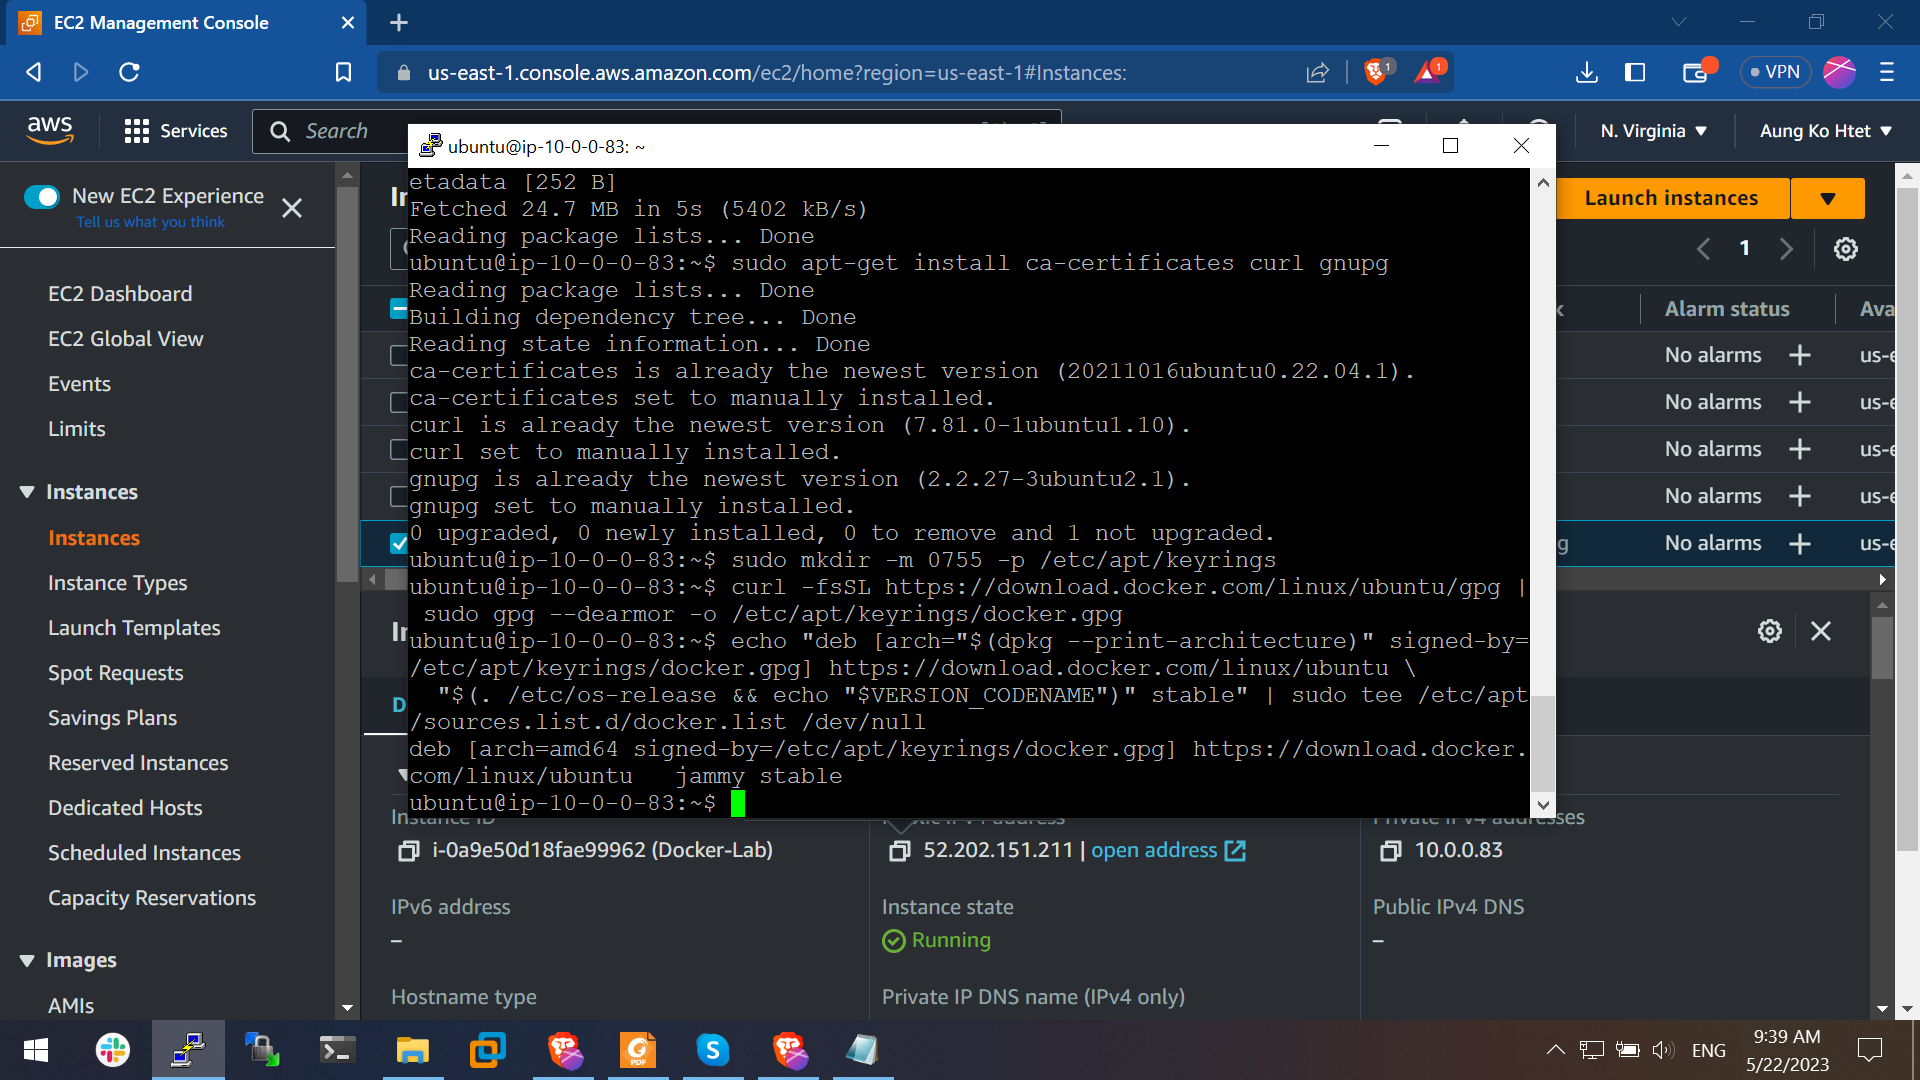 EC2 Management Console
us-east-1.console.aws.amazon.com/ec2/home?region=us-east-1#Instances:
1
1
VPN
aws
Services
Search
N. Virginia
Aung Ko Htet
New EC2 Experience
Tell us what you think
Launch instances
1
EC2 Dashboard
EC2 Global View
Events
Limits
Instances
Instances
Instance Types
Launch Templates
Spot Requests
Savings Plans
Reserved Instances
Dedicated Hosts
Scheduled Instances
Capacity Reservations
Images
AMIs
Alarm status
Ava
No alarms
us-e
No alarms
us-e
No alarms
us-e
No alarms
us-e
No alarms
us-e
ubuntu@ip-10-0-0-83: ~
etadata [252 B]
Fetched 24.7 MB in 5s (5402 kB/s)
Reading package lists... Done
ubuntu@ip-10-0-0-83:~$ sudo apt-get install ca-certificates curl gnupg
Reading package lists... Done
Building dependency tree... Done
Reading state information... Done
ca-certificates is already the newest version (20211016ubuntu0.22.04.1).
ca-certificates set to manually installed.
curl is already the newest version (7.81.0-1ubuntu1.10).
curl set to manually installed.
gnupg is already the newest version (2.2.27-3ubuntu2.1).
gnupg set to manually installed.
0 upgraded, 0 newly installed, 0 to remove and 1 not upgraded.
ubuntu@ip-10-0-0-83:~$ sudo mkdir -m 0755 -p /etc/apt/keyrings
ubuntu@ip-10-0-0-83:~$ curl -fsSL https://download.docker.com/linux/ubuntu/gpg |
 sudo gpg --dearmor -o /etc/apt/keyrings/docker.gpg
ubuntu@ip-10-0-0-83:~$ echo "deb [arch="$(dpkg --print-architecture)" signed-by=
/etc/apt/keyrings/docker.gpg] https://download.docker.com/linux/ubuntu \
  "$(. /etc/os-release && echo "$VERSION_CODENAME")" stable" | sudo tee /etc/apt
/sources.list.d/docker.list /dev/null
deb [arch=amd64 signed-by=/etc/apt/keyrings/docker.gpg] https://download.docker.
com/linux/ubuntu   jammy stable
ubuntu@ip-10-0-0-83:~$
Instance ID
i-0a9e50d18fae99962 (Docker-Lab)
52.202.151.211 | open address
Private IPv4 addresses
10.0.0.83
IPv6 address
–
Instance state
Running
Public IPv4 DNS
–
Hostname type
Private IP DNS name (IPv4 only)
PDF
ENG
9:39 AM
5/22/2023